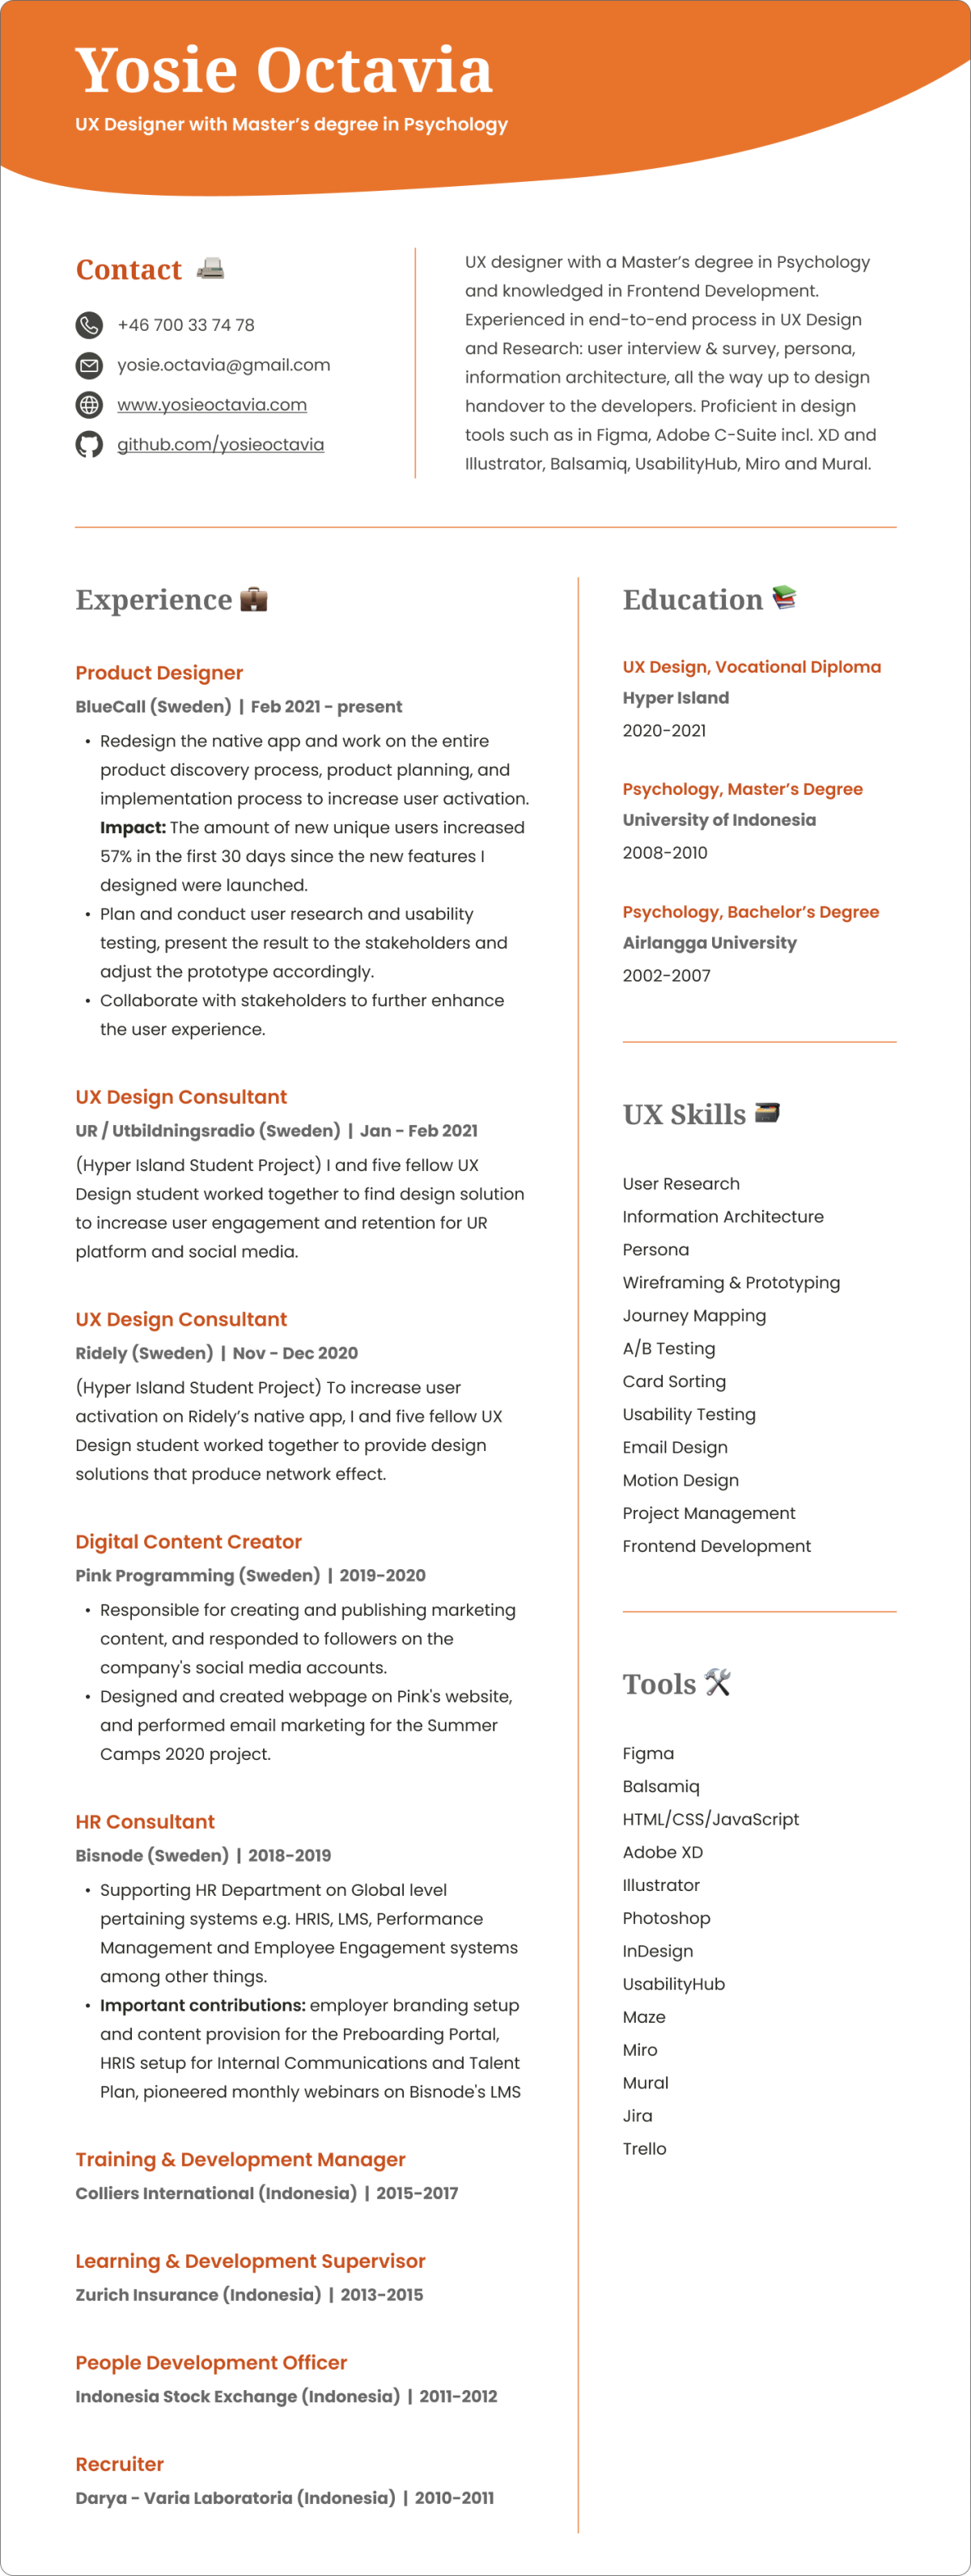 Yosie Octavia
UX Designer with Master's degree in Psychology
Contact
+46 700 33 74 78
yosie.octavia@gmail.com
www.yosieoctavia.com
github.com/yosieoctavia
UX designer with a Master's degree in Psychology
and knowledged in Frontend Development.
Experienced in end-to-end process in UX Design
and Research: user interview & survey, persona,
information architecture, all the way up to design
handover to the developers. Proficient in design
tools such as in Figma, Adobe C-Suite incl. XD and
Illustrator, Balsamiq, UsabilityHub, Miro and Mural.
Experience
Product Designer
BlueCall (Sweden) | Feb 2021 - present
• Redesign the native app and work on the entire
product discovery process, product planning, and
implementation process to increase user activation.
Impact: The amount of new unique users increased
57% in the first 30 days since the new features I
designed were launched.
• Plan and conduct user research and usability
testing, present the result to the stakeholders and
adjust the prototype accordingly.
• Collaborate with stakeholders to further enhance
the user experience.
UX Design Consultant
UR / Utbildningsradio (Sweden) | Jan - Feb 2021
(Hyper Island Student Project) I and five fellow UX
Design student worked together to find design solution
to increase user engagement and retention for UR
platform and social media.
UX Design Consultant
Ridely (Sweden) | Nov - Dec 2020
(Hyper Island Student Project) To increase user
activation on Ridely's native app, I and five fellow UX
Design student worked together to provide design
solutions that produce network effect.
Digital Content Creator
Pink Programming (Sweden) | 2019-2020
• Responsible for creating and publishing marketing
content, and responded to followers on the
company's social media accounts.
• Designed and created webpage on Pink's website,
and performed email marketing for the Summer
Camps 2020 project.
HR Consultant
Bisnode (Sweden) | 2018-2019
• Supporting HR Department on Global level
pertaining systems e.g. HRIS, LMS, Performance
Management and Employee Engagement systems
among other things.
• Important contributions: employer branding setup
and content provision for the Preboarding Portal,
HRIS setup for Internal Communications and Talent
Plan, pioneered monthly webinars on Bisnode's LMS
Training & Development Manager
Colliers International (Indonesia) | 2015-2017
Learning & Development Supervisor
Zurich Insurance (Indonesia) | 2013-2015
People Development Officer
Indonesia Stock Exchange (Indonesia) | 2011-2012
Recruiter
Darya - Varia Laboratoria (Indonesia) | 2010-2011
Education
UX Design, Vocational Diploma
Hyper Island
2020-2021
Psychology, Master's Degree
University of Indonesia
2008-2010
Psychology, Bachelor's Degree
Airlangga University
2002-2007
UX Skills
User Research
Information Architecture
Persona
Wireframing & Prototyping
Journey Mapping
A/B Testing
Card Sorting
Usability Testing
Email Design
Motion Design
Project Management
Frontend Development
Tools
Figma
Balsamiq
HTML/CSS/JavaScript
Adobe XD
Illustrator
Photoshop
InDesign
UsabilityHub
Maze
Miro
Mural
Jira
Trello